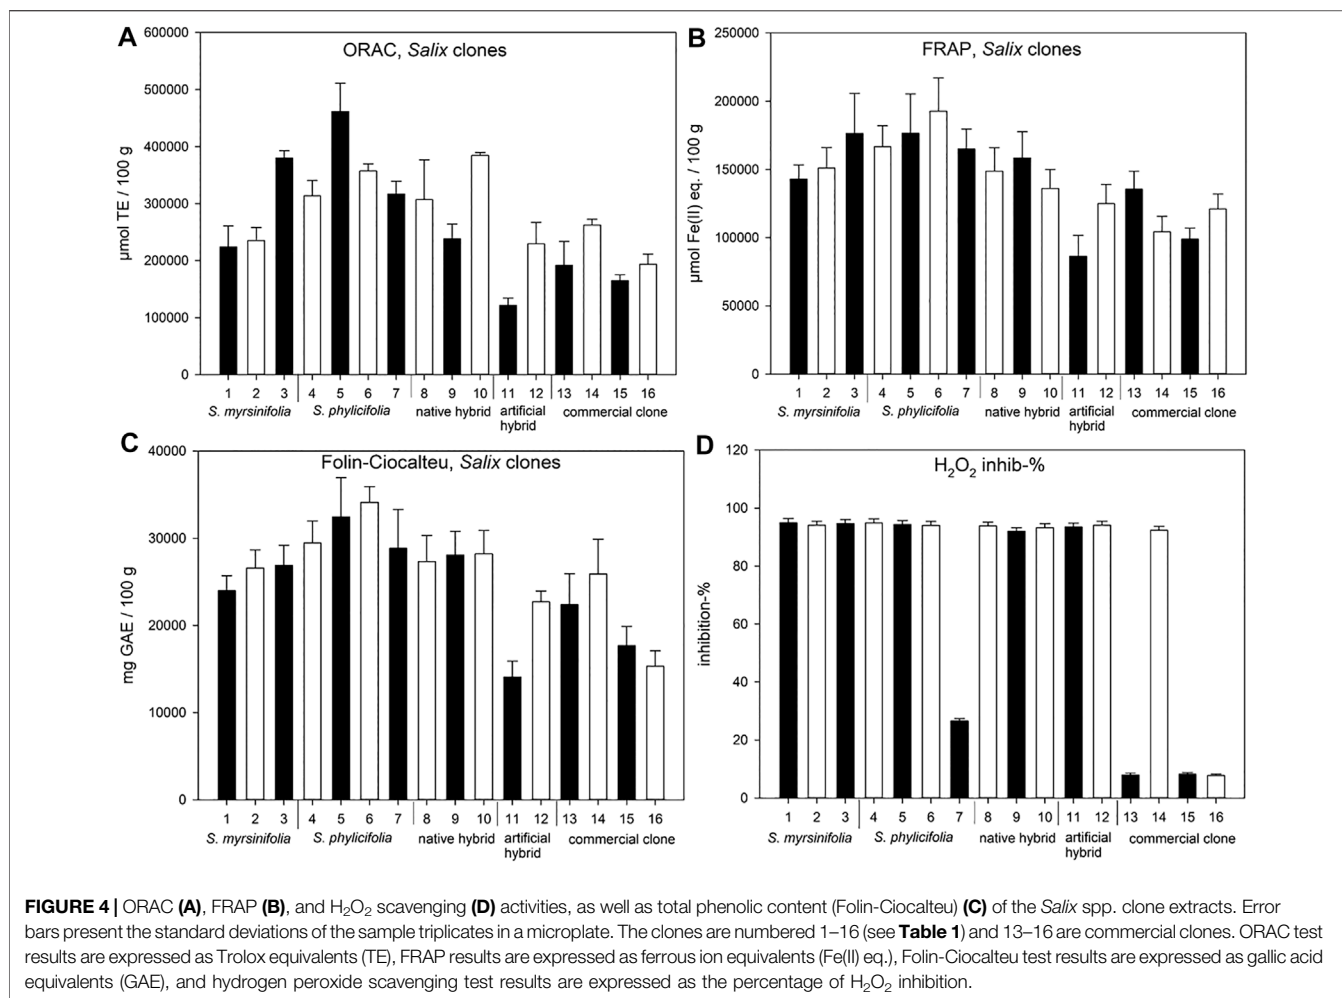 A
ORAC, Salix clones
µmol TE / 100 g
600000
500000
400000
300000
200000
100000
0
1 2 3 4 5 6 7 8 9 10 11 12 13 14 15 16
S. myrsinifolia S. phylicifolia native hybrid artificial hybrid commercial clone
B
FRAP, Salix clones
µmol Fe(II) eq. / 100 g
250000
200000
150000
100000
50000
0
1 2 3 4 5 6 7 8 9 10 11 12 13 14 15 16
S. myrsinifolia S. phylicifolia native hybrid artificial hybrid commercial clone
C
Folin-Ciocalteu, Salix clones
mg GAE / 100 g
40000
30000
20000
10000
0
1 2 3 4 5 6 7 8 9 10 11 12 13 14 15 16
S. myrsinifolia S. phylicifolia native hybrid artificial hybrid commercial clone
D
H₂O₂ inhib-%
inhibition-%
120
100
80
60
40
20
0
1 2 3 4 5 6 7 8 9 10 11 12 13 14 15 16
S. myrsinifolia S. phylicifolia native hybrid artificial hybrid commercial clone
FIGURE 4 | ORAC (A), FRAP (B), and H₂O₂ scavenging (D) activities, as well as total phenolic content (Folin-Ciocalteu) (C) of the Salix spp. clone extracts. Error
bars present the standard deviations of the sample triplicates in a microplate. The clones are numbered 1–16 (see Table 1) and 13–16 are commercial clones. ORAC test
results are expressed as Trolox equivalents (TE), FRAP results are expressed as ferrous ion equivalents (Fe(II) eq.), Folin-Ciocalteu test results are expressed as gallic acid
equivalents (GAE), and hydrogen peroxide scavenging test results are expressed as the percentage of H₂O₂ inhibition.